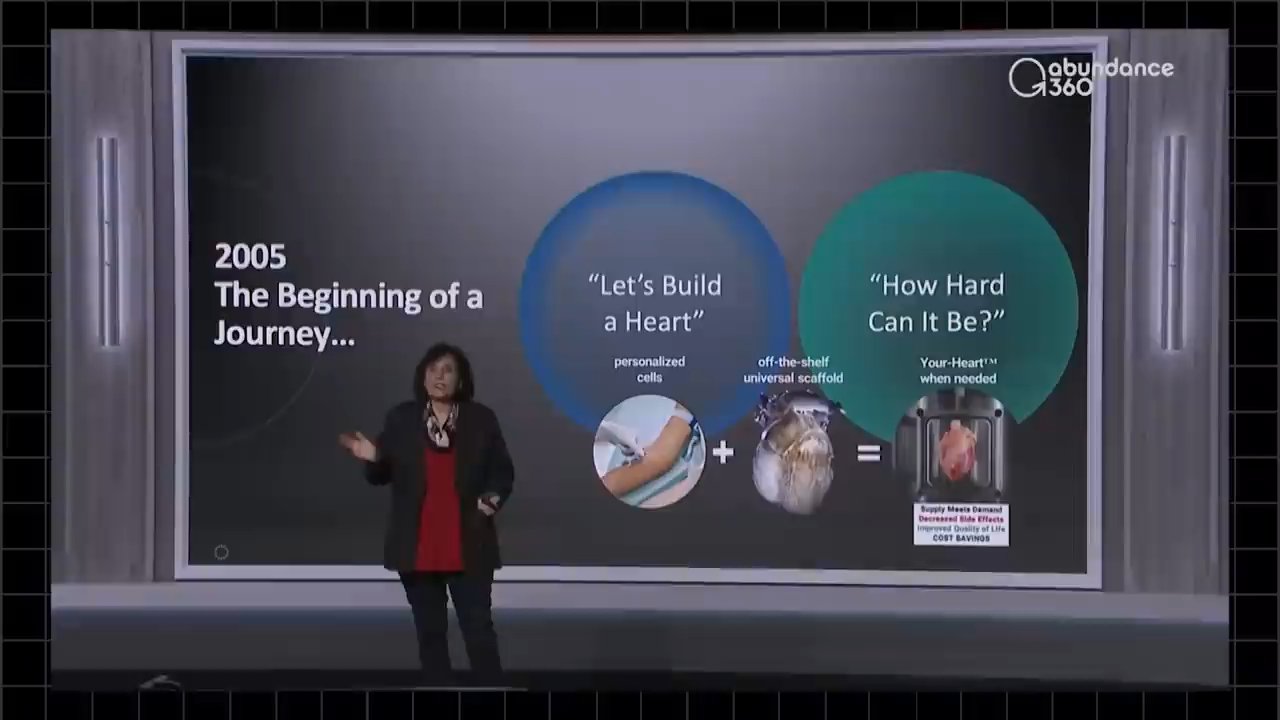 abundance
360
2005
The Beginning of a
Journey...
“Let’s Build
a Heart”
“How Hard
Can It Be?”
personalized
cells
off-the-shelf
universal scaffold
Your-Heart™
when needed
+
=
Supply Meets Demand
Decreased Side Effects
Improved Quality of Life
COST SAVINGS